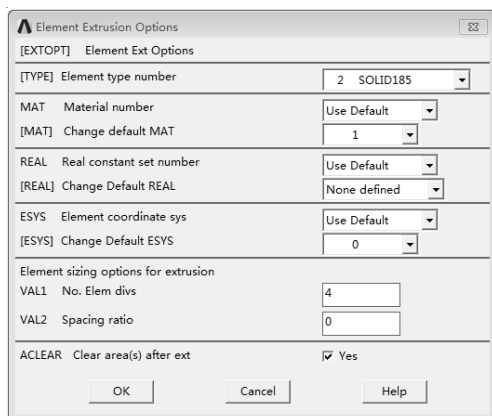 Element Extrusion Options
[EXTOPT] Element Ext Options
[TYPE] Element type number 2 SOLID185
MAT Material number Use Default
[MAT] Change default MAT 1
REAL Real constant set number Use Default
[REAL] Change Default REAL None defined
ESYS Element coordinate sys Use Default
[ESYS] Change Default ESYS 0
Element sizing options for extrusion
VAL1 No. Elem divs 4
VAL2 Spacing ratio 0
ACLEAR Clear area(s) after ext Yes
OK Cancel Help